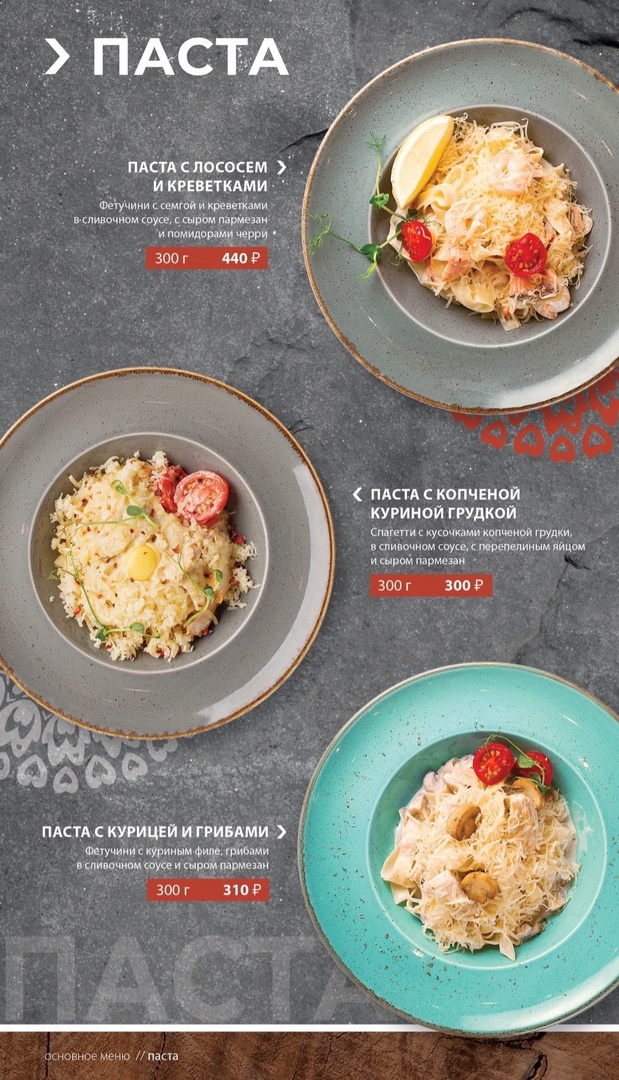 ПАСТА
ПАСТА С ЛОСОСЕМ
И КРЕВЕТКАМИ
Фетучини с семгой и креветками
в сливочном соусе, с сыром пармезан
и помидорами черри
300 г 440 ₽
ПАСТА С КОПЧЕНОЙ
КУРИНОЙ ГРУДКОЙ
Спагетти с кусочками копченой грудки,
в сливочном соусе, с перепелиным яйцом
и сыром пармезан
300 г 300 ₽
ПАСТА С КУРИЦЕЙ И ГРИБАМИ
Фетучини с куриным филе, грибами
в сливочном соусе и сыром пармезан
300 г 310 ₽
ПАСТА
основное меню // паста